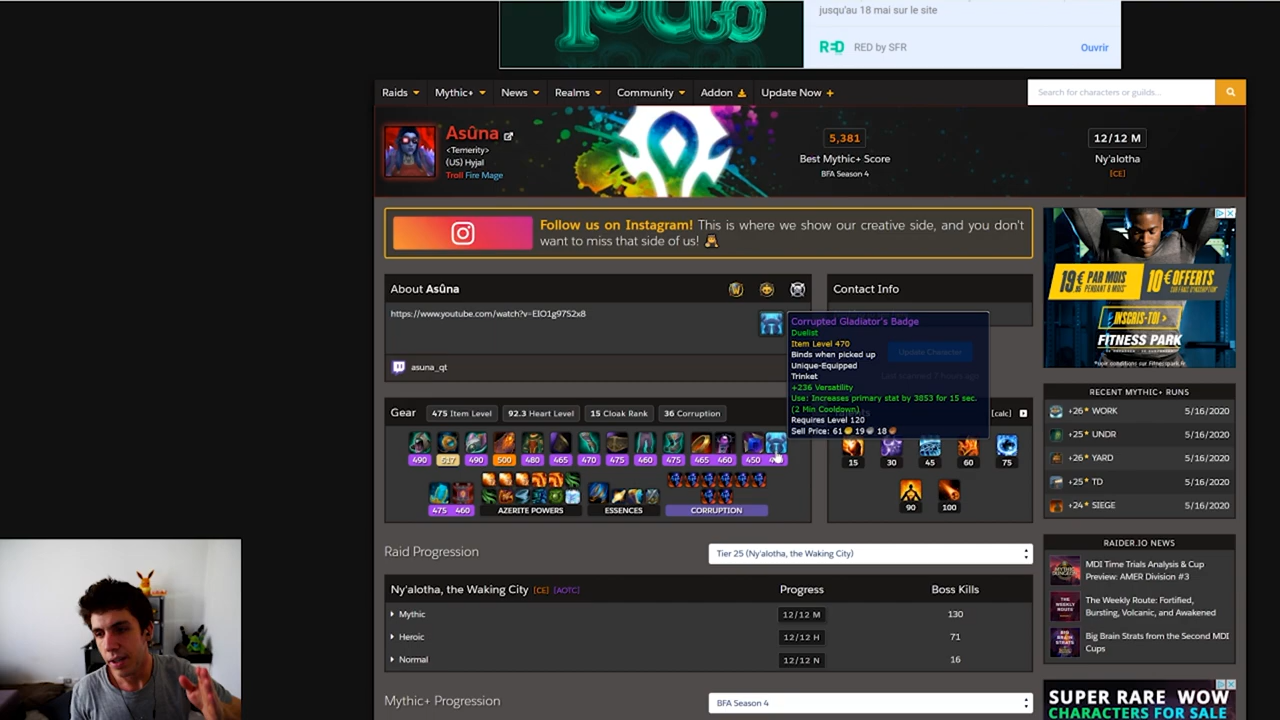 jusqu'au 18 mai sur le site
RED
RED by SFR
Ouvrir
Raids
Mythic+
News
Realms
Community
Addon
Update Now +
Search for characters or guilds...
Asûna
<Temerity>
(US) Hyjal
Troll Fire Mage
5,381
Best Mythic+ Score
BFA Season 4
12/12 M
Ny'alotha
[CE]
Follow us on Instagram! This is where we show our creative side, and you don't
want to miss that side of us!
19€ PAR MOIS
10€ OFFERTS
INSCRIS-TOI >
FITNESS PARK
About Asûna
https://www.youtube.com/watch?v=EIO1g97S2x8
asuna_qt
Contact Info
Update Character
Corrupted Gladiator's Badge
Duelist
Item Level 470
Binds when picked up
Unique-Equipped
Trinket
+236 Versatility
Use: Increases primary stat by 3853 for 15 sec.
(2 Min Cooldown)
Requires Level 120
Sell Price: 61 19 18
Gear
475 Item Level
92.3 Heart Level
15 Cloak Rank
36 Corruption
[calc]
490 517 490 500 480 465 470 475 460 475 465 460 450
475 460
AZERITE POWERS
ESSENCES
CORRUPTION
15 30 45 60 75
90 100
RECENT MYTHIC+ RUNS
+26 WORK 5/16/2020
+25 UNDR 5/16/2020
+26 YARD 5/16/2020
+25 TD 5/16/2020
+24 SIEGE 5/16/2020
RAIDER.IO NEWS
MDI Time Trials Analysis & Cup
Preview: AMER Division #3
The Weekly Route: Fortified,
Bursting, Volcanic, and Awakened
Big Brain Strats from the Second MDI
Cups
Raid Progression
Tier 25 (Ny'alotha, the Waking City)
Ny'alotha, the Waking City [CE] [AOTC]
Progress
Boss Kills
Mythic 12/12 M 130
Heroic 12/12 H 71
Normal 12/12 N 16
Mythic+ Progression
BFA Season 4
SUPER RARE WOW
CHARACTERS FOR SALE